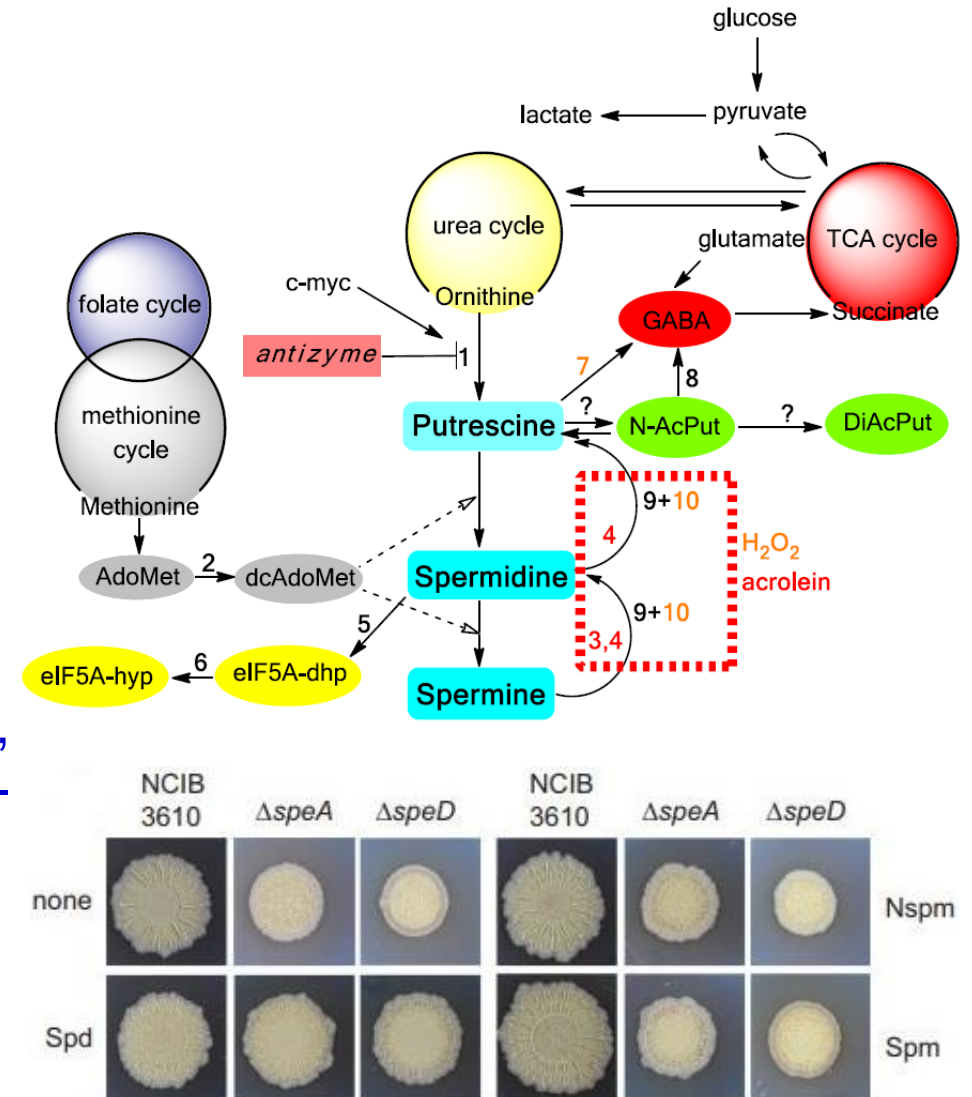 glucose
lactate
pyruvate
urea cycle
glutamate
TCA cycle
folate cycle
c-myc
Ornithine
GABA
Succinate
antizyme
1
7
8
methionine
cycle
Putrescine
?
N-AcPut
?
DiAcPut
Methionine
9+10
4
H₂O₂
acrolein
AdoMet
2
dcAdoMet
Spermidine
9+10
5
3,4
eIF5A-hyp
6
eIF5A-dhp
Spermine
,
NCIB
3610
ΔspeA
ΔspeD
NCIB
3610
ΔspeA
ΔspeD
none
Nspm
Spd
Spm